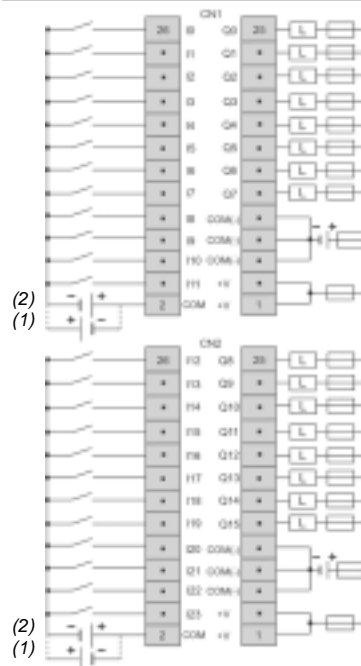 CN1
26 I0 Q0 25
I1 Q1
I2 Q2
I3 Q3
I4 Q4
I5 Q5
I6 Q6
I7 Q7
I8 COM(-)
I9 COM(-)
I10 COM(-)
I11 +V
2 COM +V 1
L
L
L
L
L
L
L
L
- +
- +
+ -
(2)
(1)
CN2
26 I12 Q8 25
I13 Q9
I14 Q10
I15 Q11
I16 Q12
I17 Q13
I18 Q14
I19 Q15
I20 COM(-)
I21 COM(-)
I22 COM(-)
I23 +V
2 COM +V 1
L
L
L
L
L
L
L
L
- +
- +
+ -
(2)
(1)